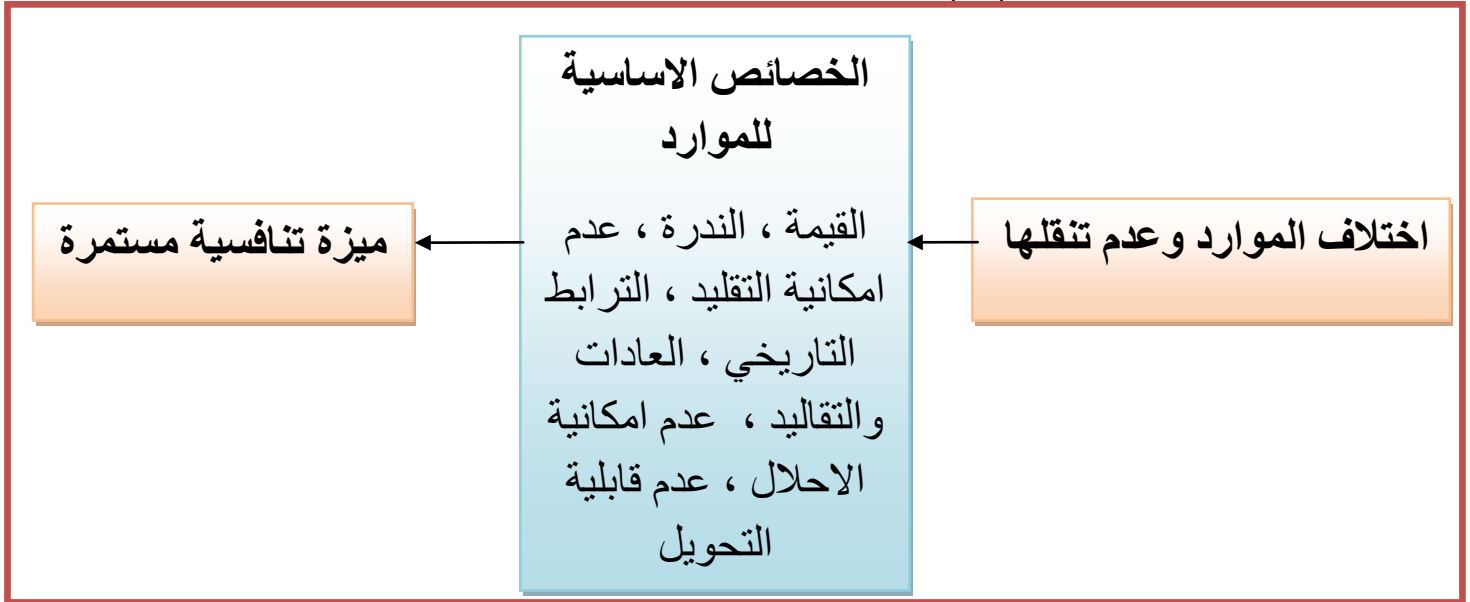 اختلاف الموارد وعدم تنقلها
الخصائص الاساسية
للموارد
القيمة ، الندرة ، عدم
امكانية التقليد ، الترابط
التاريخي ، العادات
والتقاليد ، عدم امكانية
الاحلال ، عدم قابلية
التحويل
ميزة تنافسية مستمرة